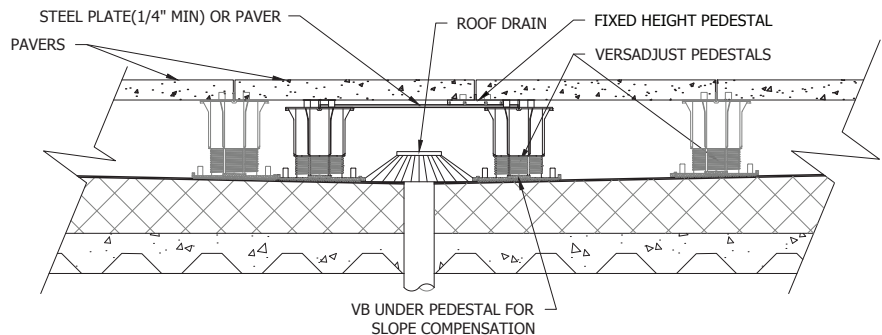 STEEL PLATE(1/4" MIN) OR PAVER
ROOF DRAIN
FIXED HEIGHT PEDESTAL
PAVERS
VERSADJUST PEDESTALS
VB UNDER PEDESTAL FOR
SLOPE COMPENSATION